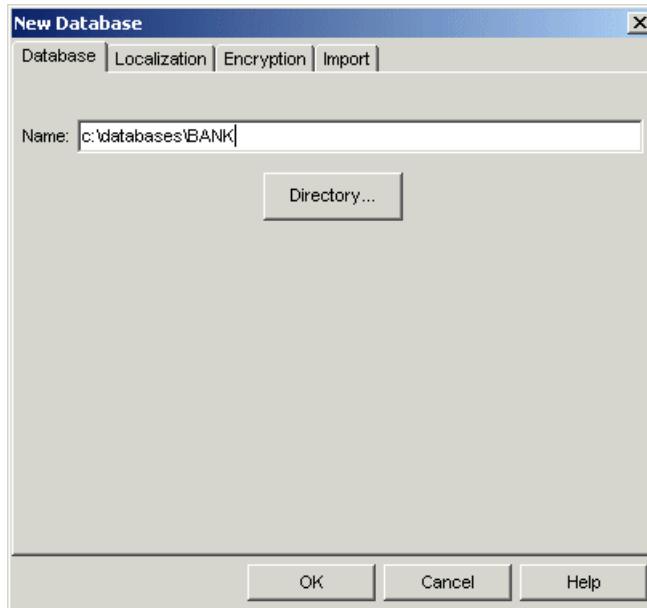 New Database
Database Localization Encryption Import
Name: c:\databases\BANK
Directory...
OK Cancel Help